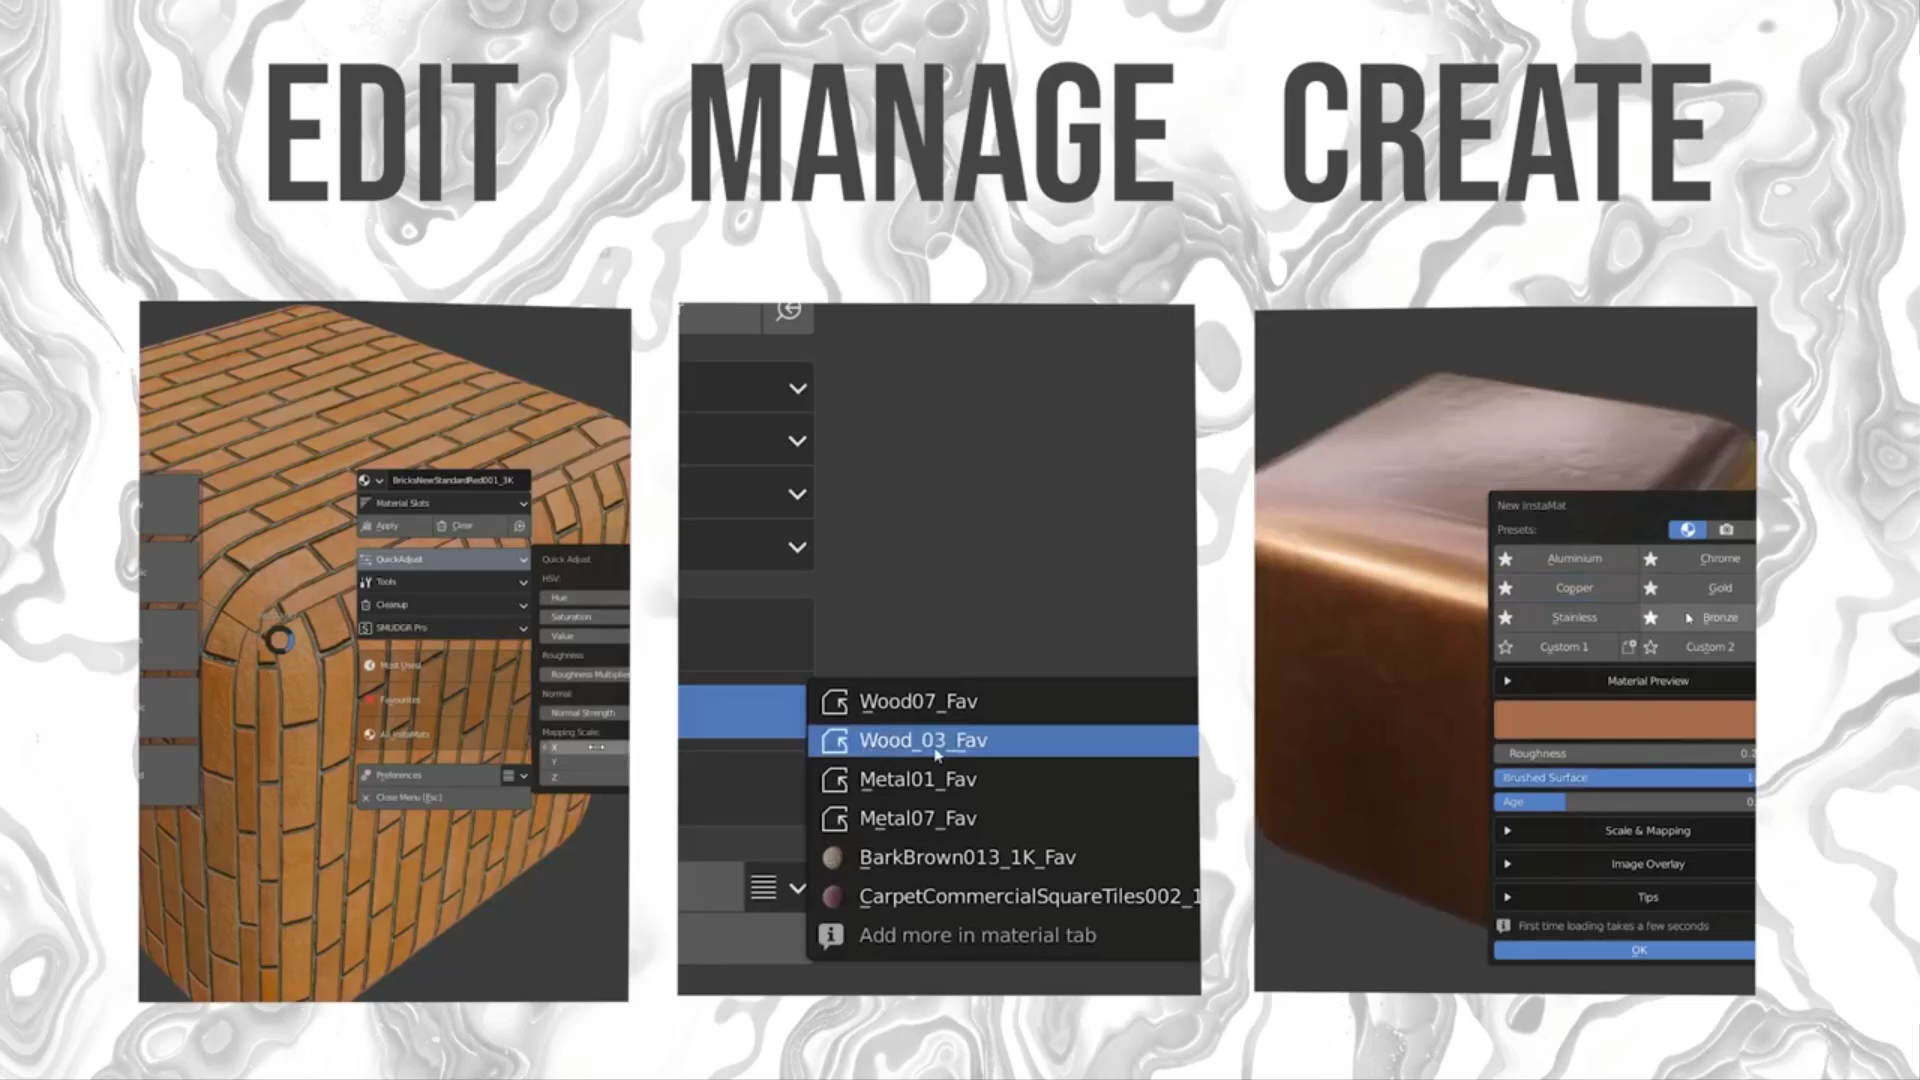 EDIT MANAGE CREATE
BricksNewStandardRed001_3K
Material Slots
Apply Clear
QuickAdjust
Tools
Cleanup
SMUDGR Pro
Most Used
Favourites
All InstaMats
Preferences
Close Menu [Esc]
Quick Adjust
HSV:
Hue
Saturation
Value
Roughness
Roughness Multiplie
Normal
Normal Strength
Mapping Scale:
X
Y
Z
Wood07_Fav
Wood_03_Fav
Metal01_Fav
Metal07_Fav
BarkBrown013_1K_Fav
CarpetCommercialSquareTiles002_1
Add more in material tab
New InstaMat
Presets:
Aluminium Chrome
Copper Gold
Stainless Bronze
Custom 1 Custom 2
Material Preview
Roughness 0.
Brushed Surface 1
Age 0.
Scale & Mapping
Image Overlay
Tips
First time loading takes a few seconds
OK